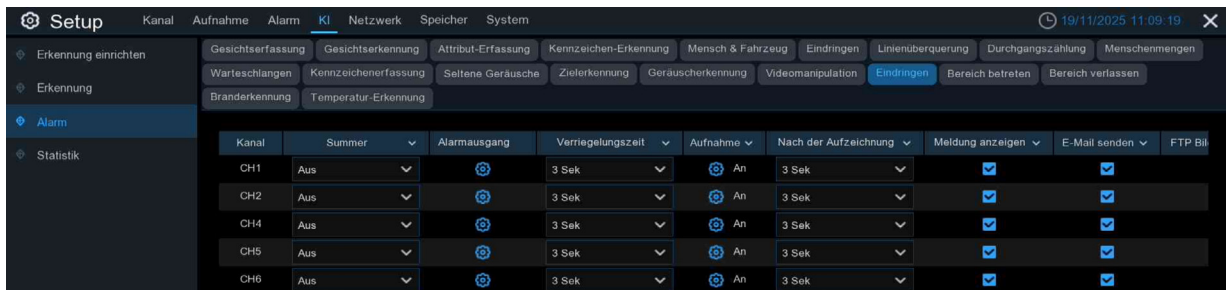 Setup Kanal Aufnahme Alarm KI Netzwerk Speicher System 19/11/2025 11:09:19
Erkennung einrichten
Erkennung
Alarm
Statistik
Gesichtserfassung Gesichtserkennung Attribut-Erfassung Kennzeichen-Erkennung Mensch & Fahrzeug Eindringen Linienüberquerung Durchgangszählung Menschenmengen
Warteschlangen Kennzeichenerfassung Seltene Geräusche Zielerkennung Geräuscherkennung Videomanipulation Eindringen Bereich betreten Bereich verlassen
Branderkennung Temperatur-Erkennung
Kanal Summer Alarmausgang Verriegelungszeit Aufnahme Nach der Aufzeichnung Meldung anzeigen E-Mail senden FTP Bil
CH1 Aus 3 Sek An 3 Sek
CH2 Aus 3 Sek An 3 Sek
CH4 Aus 3 Sek An 3 Sek
CH5 Aus 3 Sek An 3 Sek
CH6 Aus 3 Sek An 3 Sek